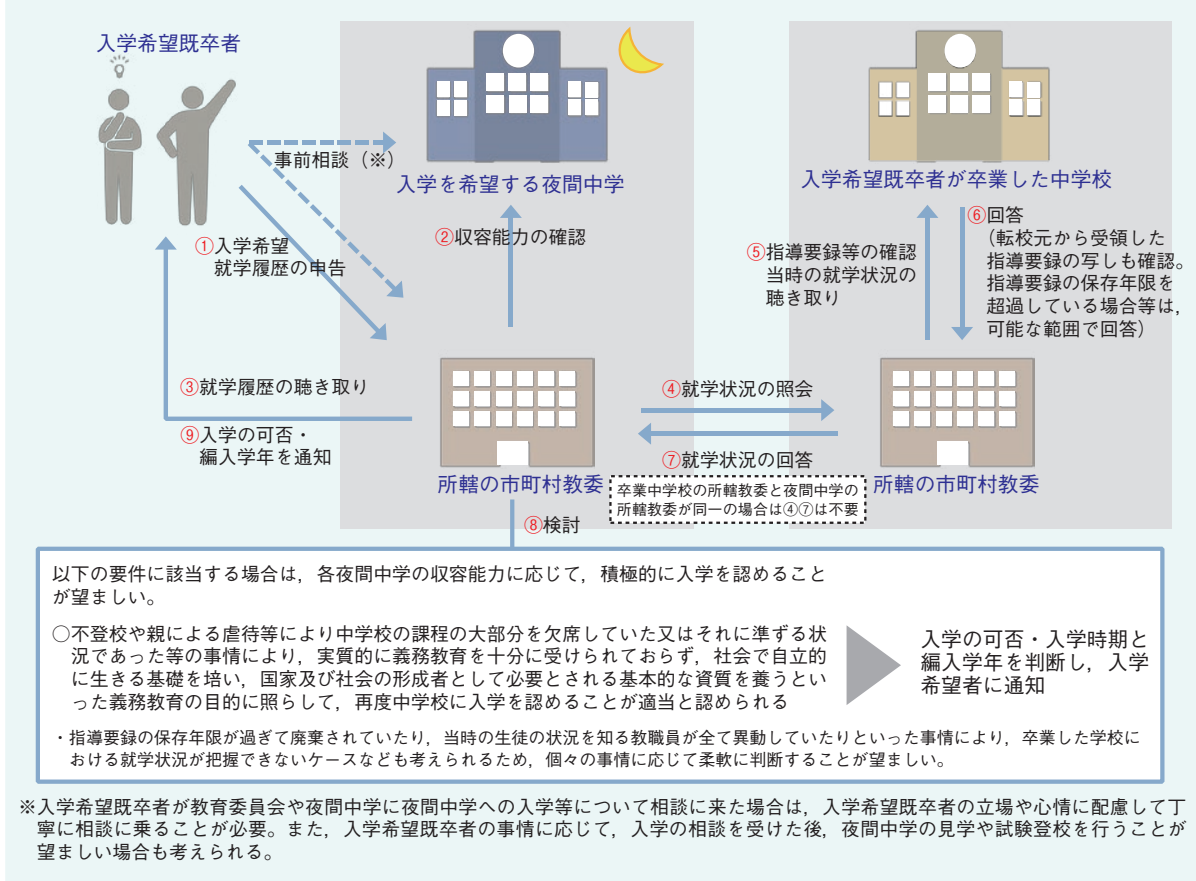 入学希望既卒者
事前相談（※）
入学を希望する夜間中学
入学希望既卒者が卒業した中学校
①入学希望
就学履歴の申告
②収容能力の確認
⑤指導要録等の確認
当時の就学状況の
聴き取り
⑥回答
（転校元から受領した
指導要録の写しも確認。
指導要録の保存年限を
超過している場合等は，
可能な範囲で回答）
③就学履歴の聴き取り
⑨入学の可否・
編入学年を通知
④就学状況の照会
⑦就学状況の回答
所轄の市町村教委
所轄の市町村教委
卒業中学校の所轄教委と夜間中学の
所轄教委が同一の場合は④⑦は不要
⑧検討
以下の要件に該当する場合は，各夜間中学の収容能力に応じて，積極的に入学を認めること
が望ましい。
○不登校や親による虐待等により中学校の課程の大部分を欠席していた又はそれに準ずる状
況であった等の事情により，実質的に義務教育を十分に受けられておらず，社会で自立的
に生きる基礎を培い，国家及び社会の形成者として必要とされる基本的な資質を養うとい
った義務教育の目的に照らして，再度中学校に入学を認めることが適当と認められる
入学の可否・入学時期と
編入学年を判断し，入学
希望者に通知
・指導要録の保存年限が過ぎて廃棄されていたり，当時の生徒の状況を知る教職員が全て異動していたりといった事情により，卒業した学校に
おける就学状況が把握できないケースなども考えられるため，個々の事情に応じて柔軟に判断することが望ましい。
※入学希望既卒者が教育委員会や夜間中学に夜間中学への入学等について相談に来た場合は，入学希望既卒者の立場や心情に配慮して丁
寧に相談に乗ることが必要。また，入学希望既卒者の事情に応じて，入学の相談を受けた後，夜間中学の見学や試験登校を行うことが
望ましい場合も考えられる。